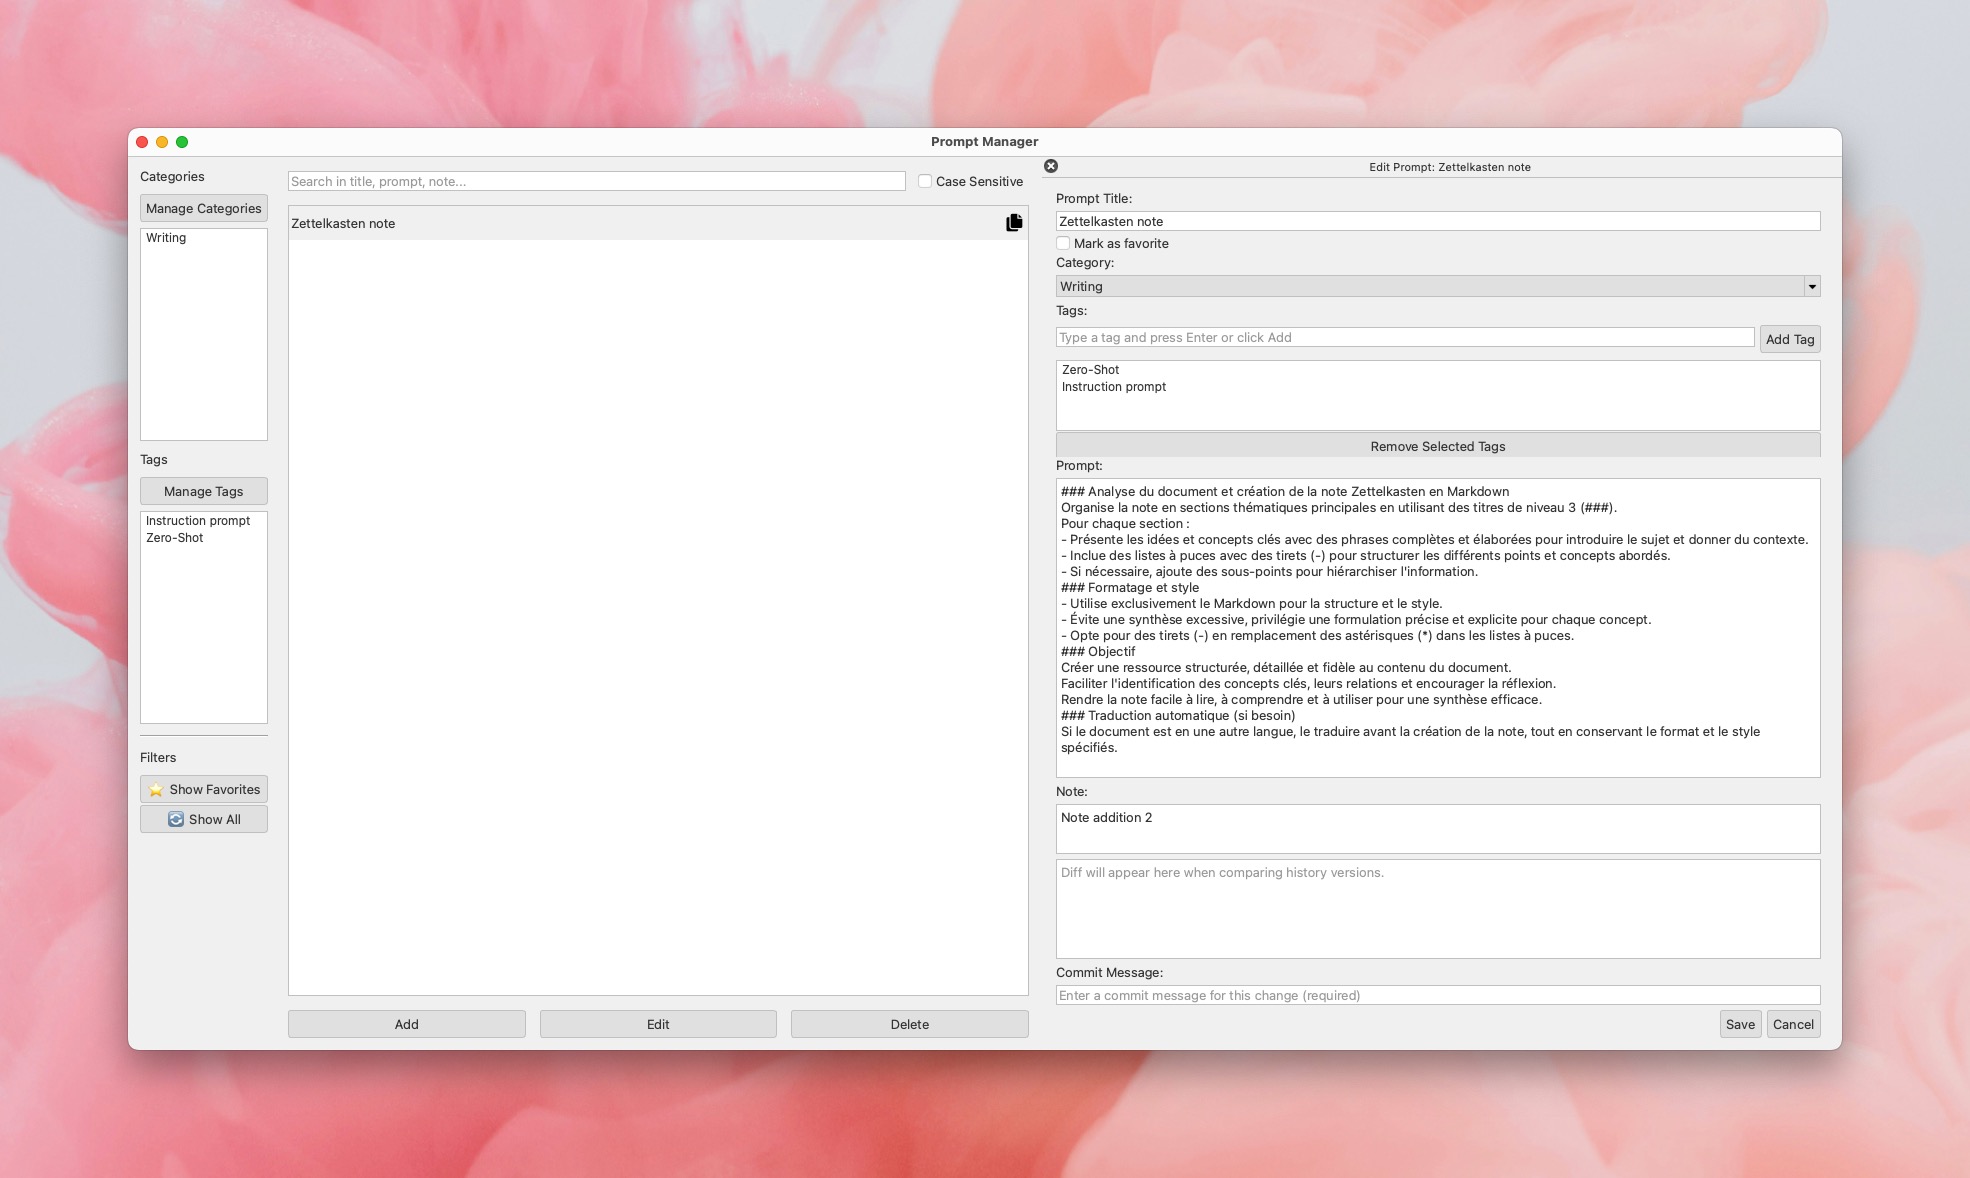 Prompt Manager
Categories
Manage Categories
Writing
Tags
Manage Tags
Instruction prompt
Zero-Shot
Filters
Show Favorites
Show All
Search in title, prompt, note...
Case Sensitive
Zettelkasten note
Add
Edit
Delete
Edit Prompt: Zettelkasten note
Prompt Title:
Zettelkasten note
Mark as favorite
Category:
Writing
Tags:
Type a tag and press Enter or click Add
Add Tag
Zero-Shot
Instruction prompt
Remove Selected Tags
Prompt:
### Analyse du document et création de la note Zettelkasten en Markdown
Organise la note en sections thématiques principales en utilisant des titres de niveau 3 (###).
Pour chaque section :
- Présente les idées et concepts clés avec des phrases complètes et élaborées pour introduire le sujet et donner du contexte.
- Inclue des listes à puces avec des tirets (-) pour structurer les différents points et concepts abordés.
- Si nécessaire, ajoute des sous-points pour hiérarchiser l'information.
### Formatage et style
- Utilise exclusivement le Markdown pour la structure et le style.
- Évite une synthèse excessive, privilégie une formulation précise et explicite pour chaque concept.
- Opte pour des tirets (-) en remplacement des astérisques (*) dans les listes à puces.
### Objectif
Créer une ressource structurée, détaillée et fidèle au contenu du document.
Faciliter l'identification des concepts clés, leurs relations et encourager la réflexion.
Rendre la note facile à lire, à comprendre et à utiliser pour une synthèse efficace.
### Traduction automatique (si besoin)
Si le document est en une autre langue, le traduire avant la création de la note, tout en conservant le format et le style
spécifiés.
Note:
Note addition 2
Diff will appear here when comparing history versions.
Commit Message:
Enter a commit message for this change (required)
Save
Cancel